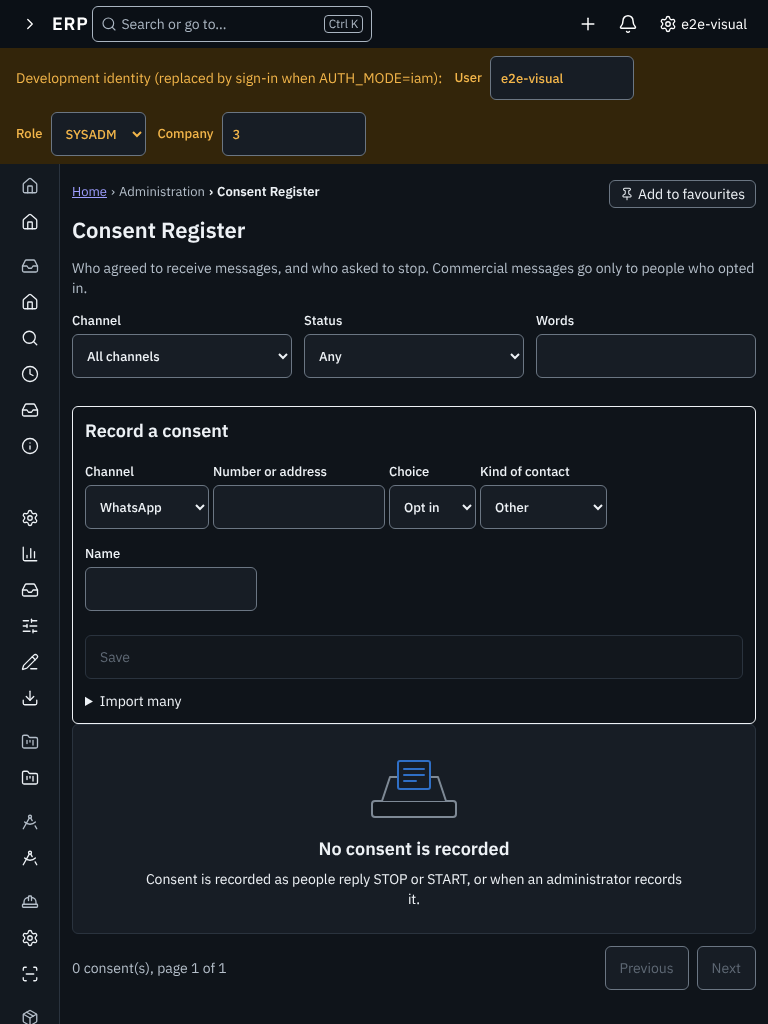 ERP
Search or go to...
Ctrl K
e2e-visual
Development identity (replaced by sign-in when AUTH_MODE=iam):
User
e2e-visual
Role
SYSADM
Company
3
Home › Administration › Consent Register
Add to favourites
Consent Register
Who agreed to receive messages, and who asked to stop. Commercial messages go only to people who opted
in.
Channel
Status
Words
All channels
Any
Record a consent
Channel
Number or address
Choice
Kind of contact
WhatsApp
Opt in
Other
Name
Save
Import many
No consent is recorded
Consent is recorded as people reply STOP or START, or when an administrator records
it.
0 consent(s), page 1 of 1
Previous
Next